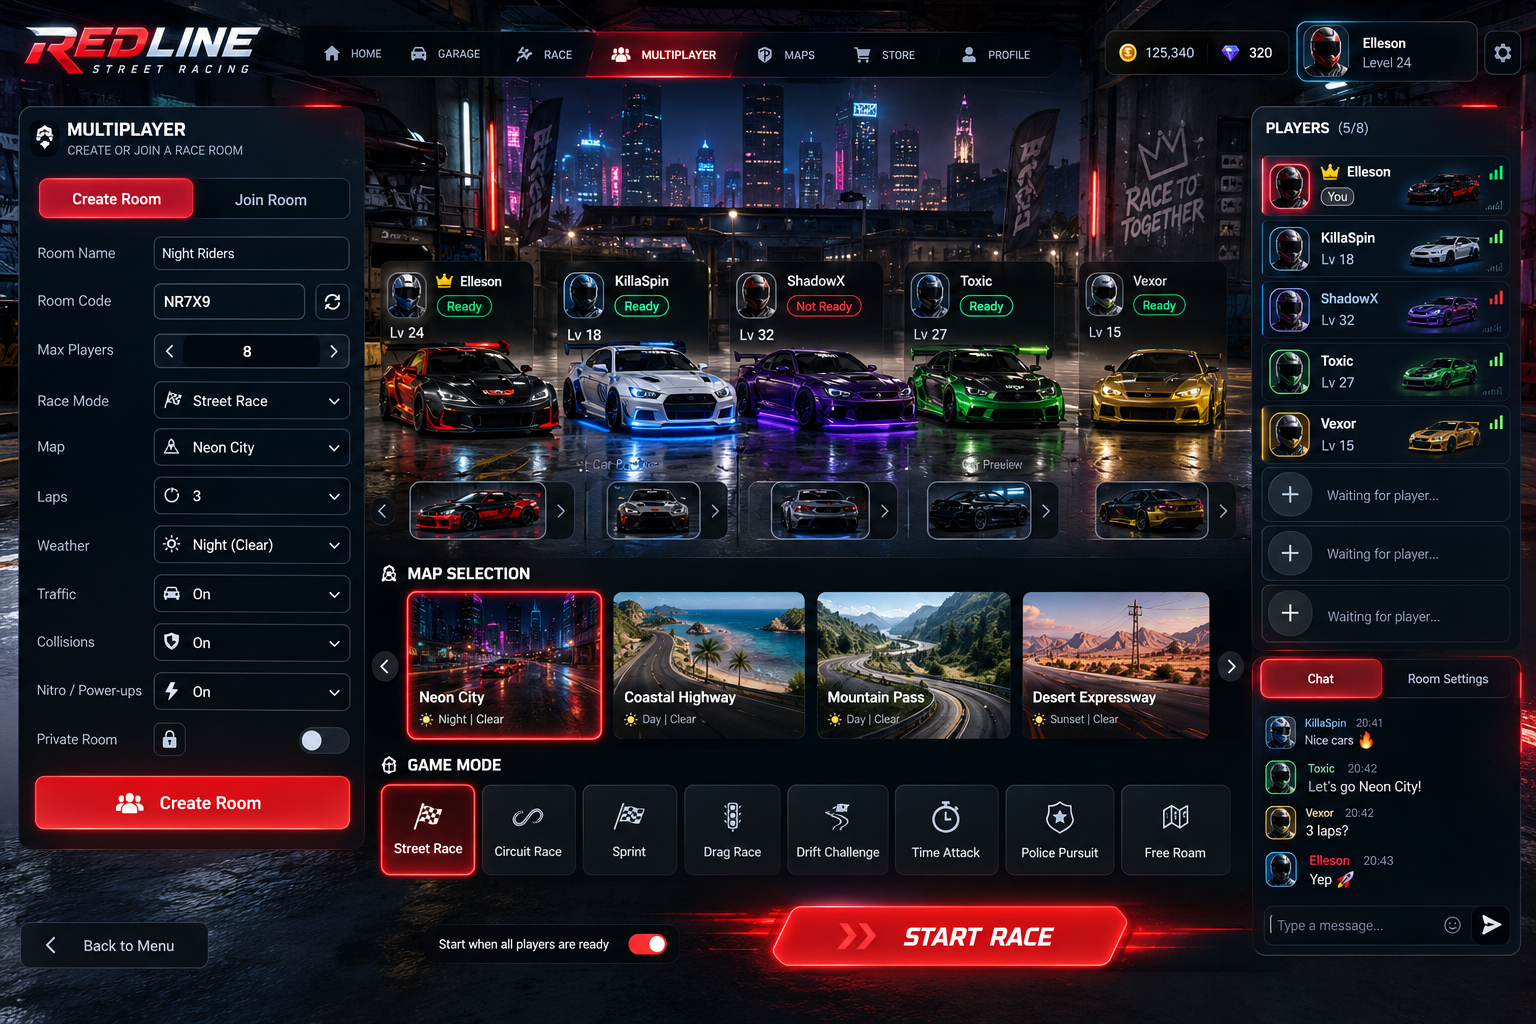 REDLINE
STREET RACING
HOME
GARAGE
RACE
MULTIPLAYER
MAPS
STORE
PROFILE
125,340
320
Elleson
Level 24
MULTIPLAYER
CREATE OR JOIN A RACE ROOM
Create Room
Join Room
Room Name
Night Riders
Room Code
NR7X9
Max Players
8
Race Mode
Street Race
Map
Neon City
Laps
3
Weather
Night (Clear)
Traffic
On
Collisions
On
Nitro / Power-ups
On
Private Room
Create Room
Back to Menu
RACE TO
TOGETHER
Elleson
Ready
Lv 24
KillaSpin
Ready
Lv 18
ShadowX
Not Ready
Lv 32
Toxic
Ready
Lv 27
Vexor
Ready
Lv 15
Car Preview
MAP SELECTION
Neon City
Night | Clear
Coastal Highway
Day | Clear
Mountain Pass
Day | Clear
Desert Expressway
Sunset | Clear
GAME MODE
Street Race
Circuit Race
Sprint
Drag Race
Drift Challenge
Time Attack
Police Pursuit
Free Roam
Start when all players are ready
START RACE
PLAYERS (5/8)
Elleson
You
KillaSpin
Lv 18
ShadowX
Lv 32
Toxic
Lv 27
Vexor
Lv 15
Waiting for player...
Waiting for player...
Waiting for player...
Chat
Room Settings
KillaSpin 20:41
Nice cars 🔥
Toxic 20:42
Let's go Neon City!
Vexor 20:42
3 laps?
Elleson 20:43
Yep 🚀
Type a message...